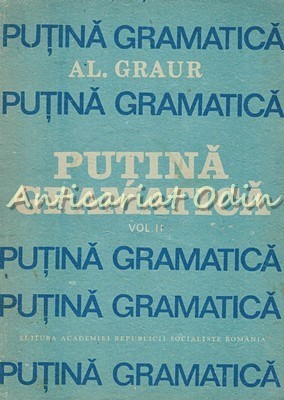 PUȚINĂ GRAMATICĂ
AL. GRAUR
PUȚINĂ GRAMATICĂ
PUȚINĂ
GRAMATICĂ
Anticariat Odin
VOL. II
PUȚINĂ GRAMATICĂ
PUȚINĂ GRAMATICĂ
EDITURA ACADEMIEI REPUBLICII SOCIALISTE ROMÂNIA
PUȚINĂ GRAMATICĂ